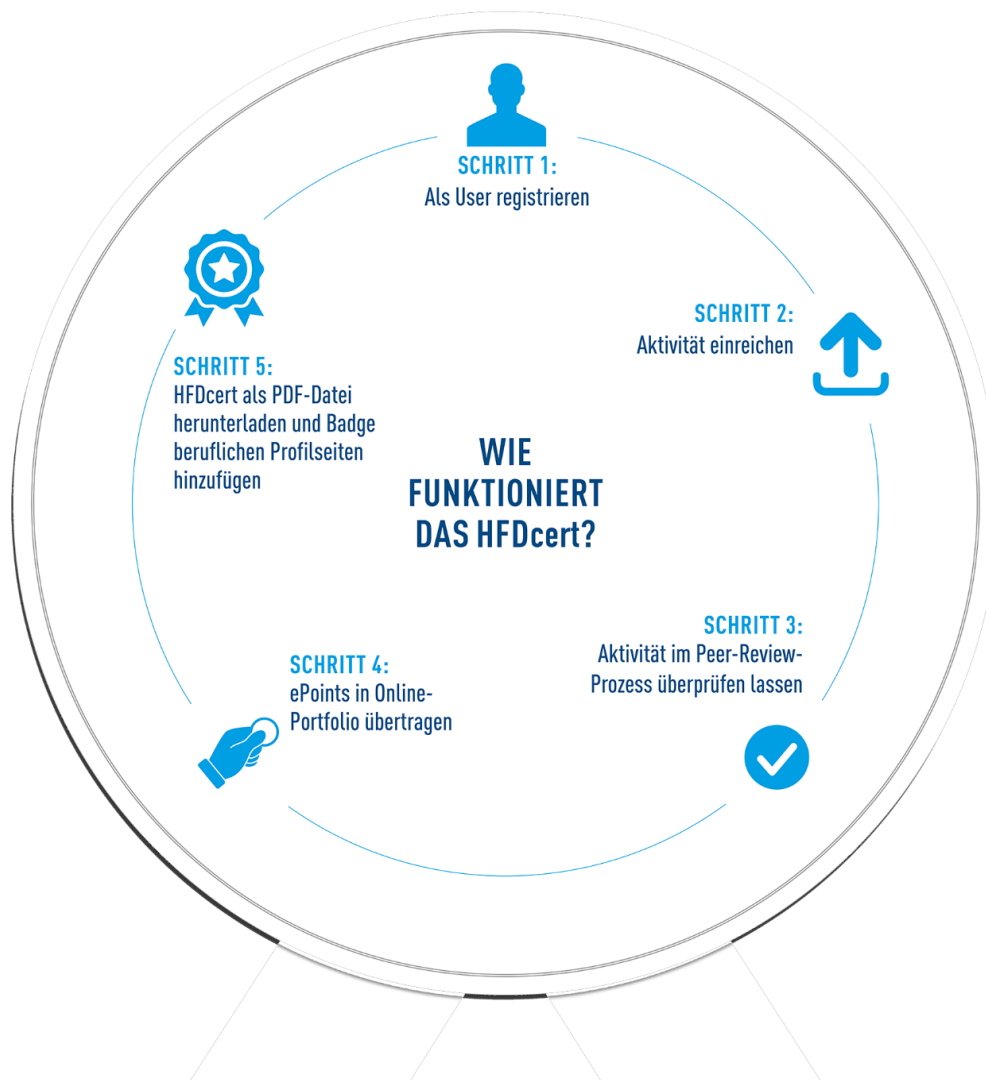 SCHRITT 1:
Als User registrieren
SCHRITT 2:
Aktivität einreichen
SCHRITT 3:
Aktivität im Peer-Review-
Prozess überprüfen lassen
SCHRITT 4:
ePoints in Online-
Portfolio übertragen
SCHRITT 5:
HFDcert als PDF-Datei
herunterladen und Badge
beruflichen Profilseiten
hinzufügen
WIE
FUNKTIONIERT
DAS HFDcert?